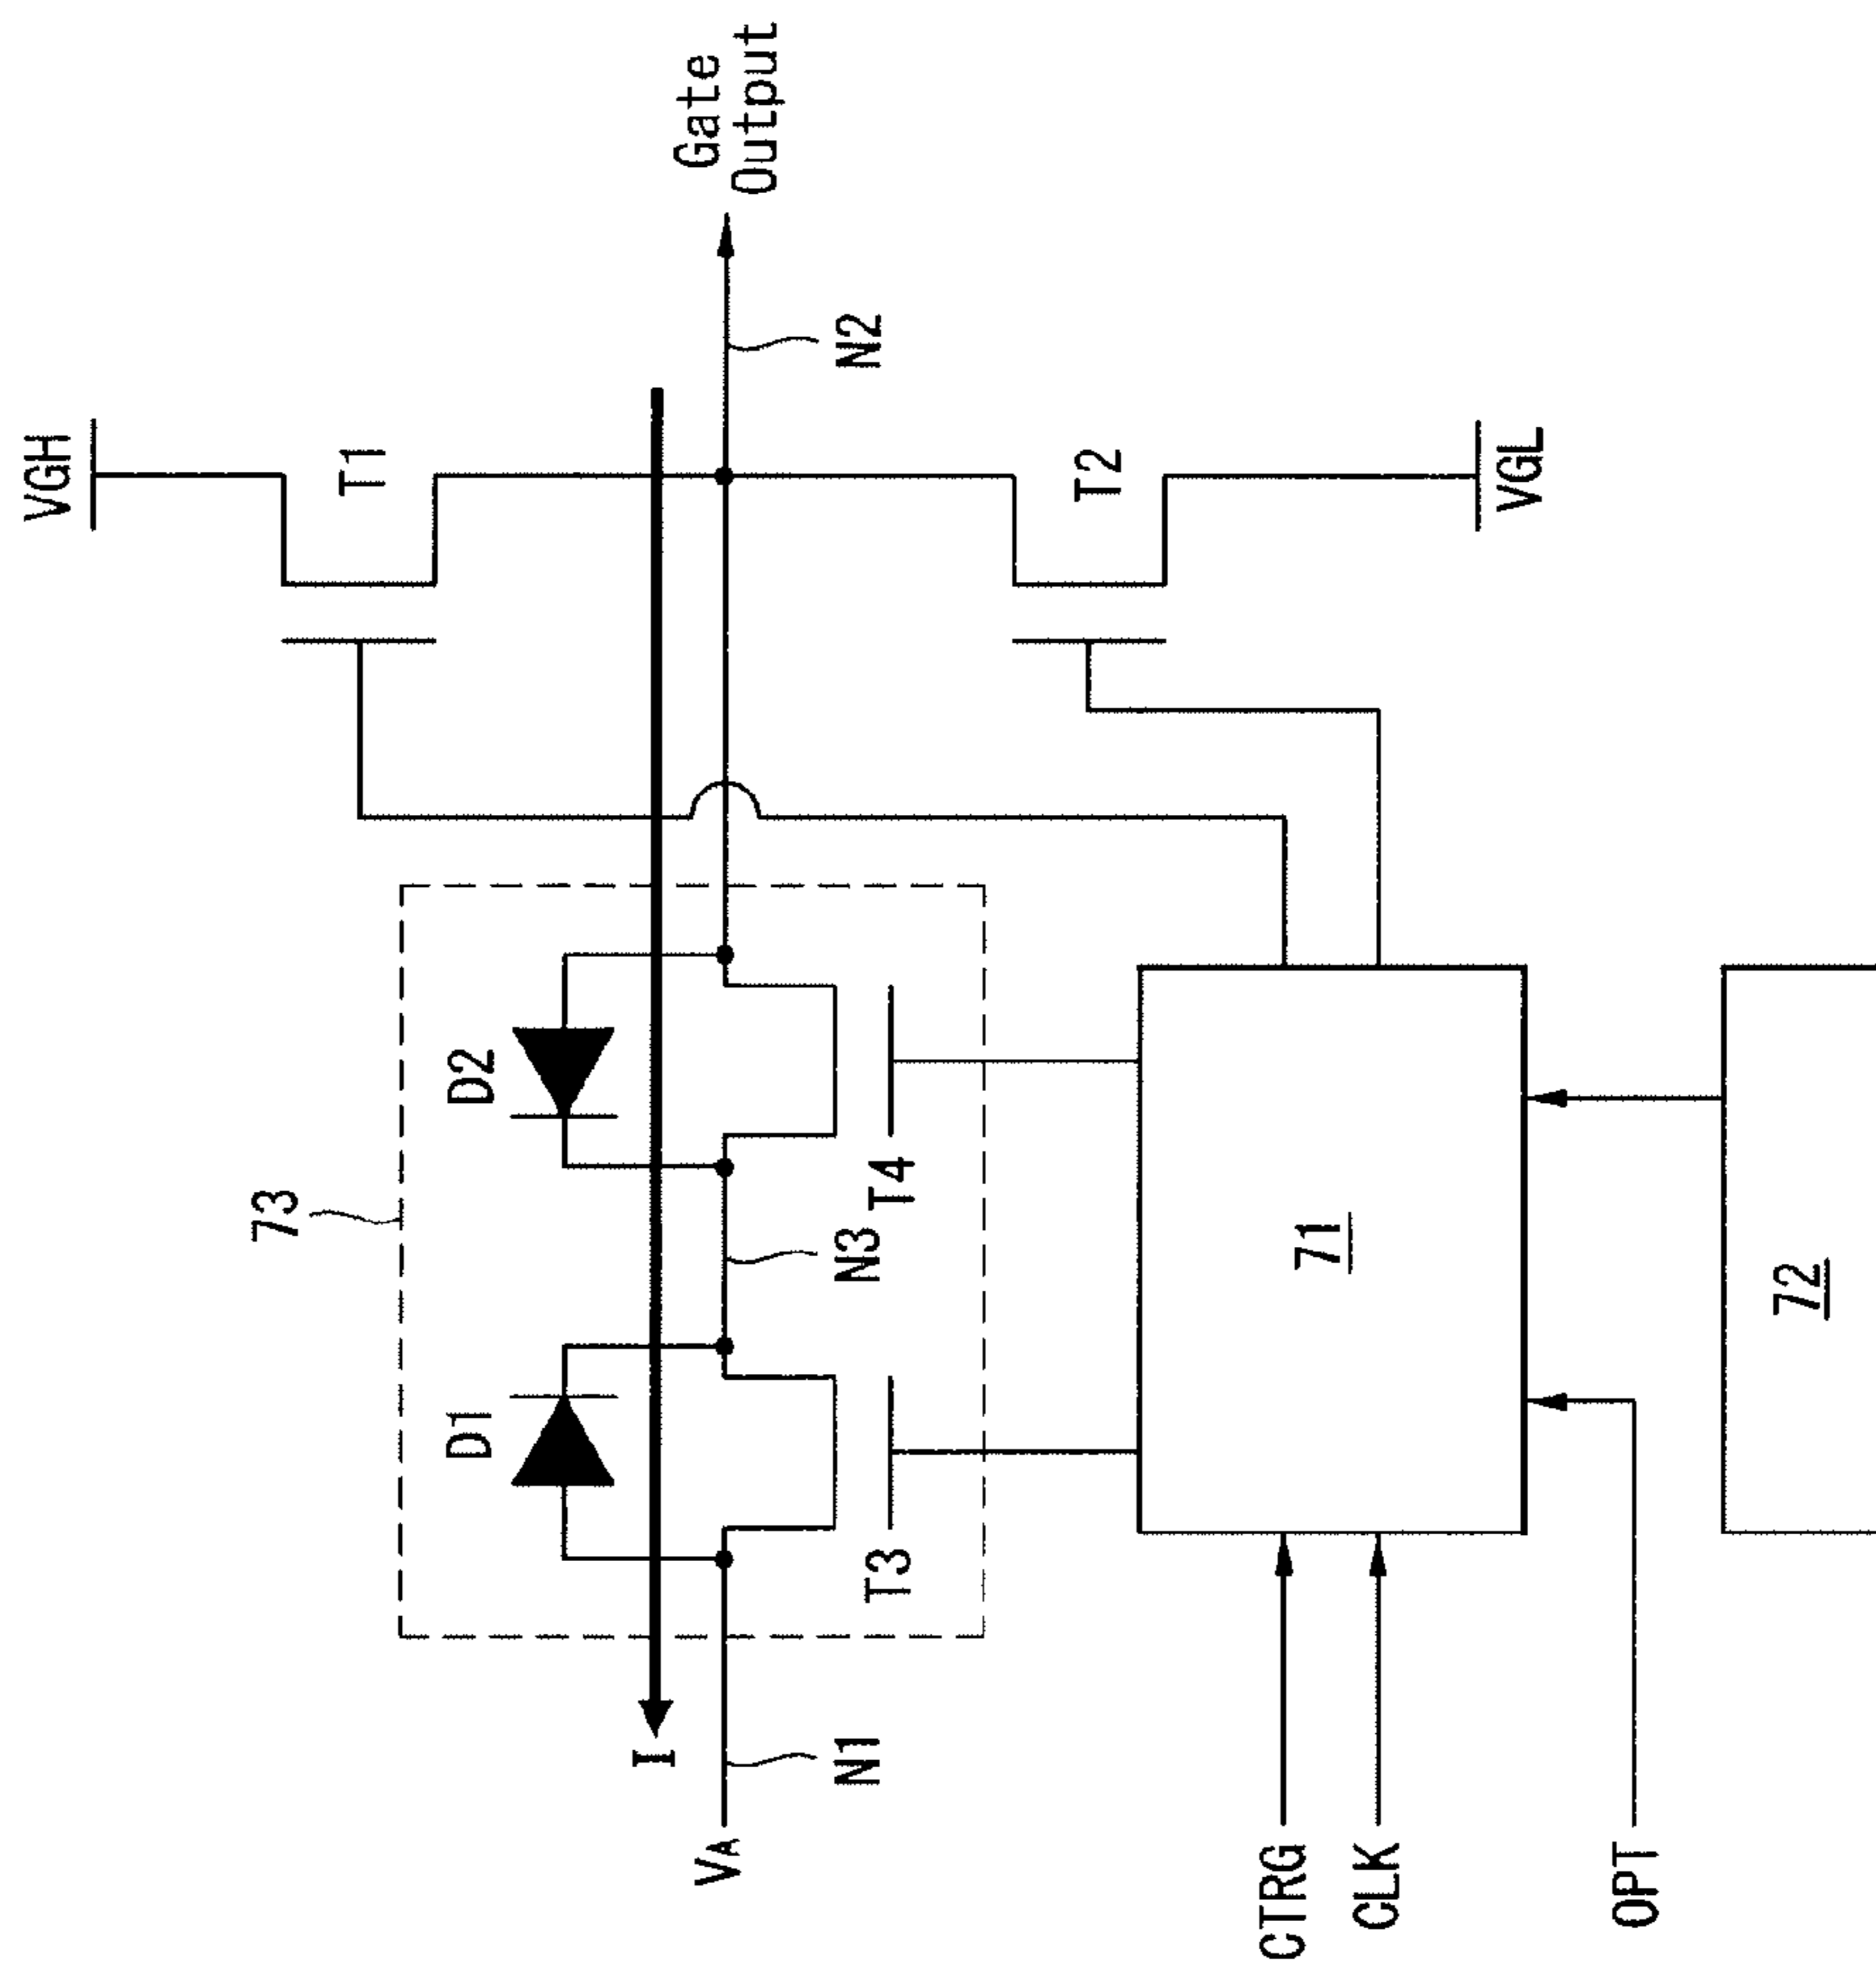 VGH
T1
Gate
Output
N2
T2
VGL
73
D1
D2
I
VA
N1
N3
T3
T4
71
72
CTRG
CLK
OPT